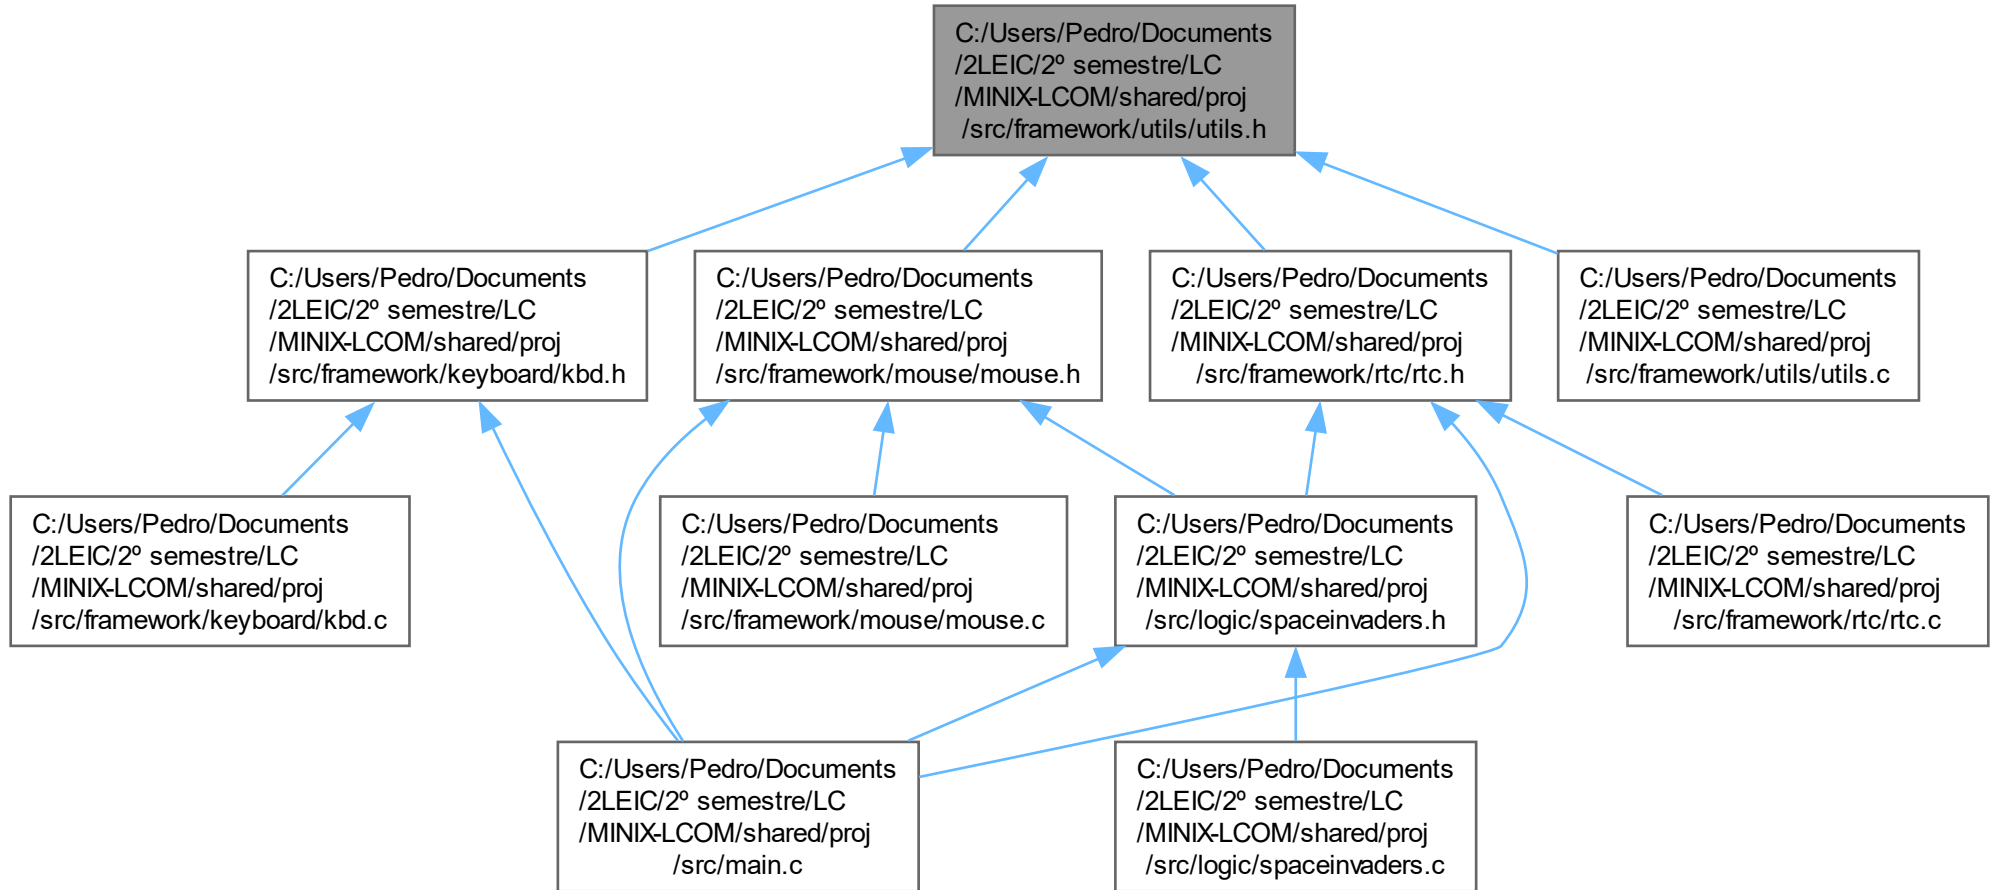 C:/Users/Pedro/Documents
/2LEIC/2º semestre/LC
/MINIX-LCOM/shared/proj
/src/framework/utils/utils.h
C:/Users/Pedro/Documents
/2LEIC/2º semestre/LC
/MINIX-LCOM/shared/proj
/src/framework/keyboard/kbd.h
C:/Users/Pedro/Documents
/2LEIC/2º semestre/LC
/MINIX-LCOM/shared/proj
/src/framework/mouse/mouse.h
C:/Users/Pedro/Documents
/2LEIC/2º semestre/LC
/MINIX-LCOM/shared/proj
/src/framework/rtc/rtc.h
C:/Users/Pedro/Documents
/2LEIC/2º semestre/LC
/MINIX-LCOM/shared/proj
/src/framework/utils/utils.c
C:/Users/Pedro/Documents
/2LEIC/2º semestre/LC
/MINIX-LCOM/shared/proj
/src/framework/keyboard/kbd.c
C:/Users/Pedro/Documents
/2LEIC/2º semestre/LC
/MINIX-LCOM/shared/proj
/src/framework/mouse/mouse.c
C:/Users/Pedro/Documents
/2LEIC/2º semestre/LC
/MINIX-LCOM/shared/proj
/src/logic/spaceinvaders.h
C:/Users/Pedro/Documents
/2LEIC/2º semestre/LC
/MINIX-LCOM/shared/proj
/src/framework/rtc/rtc.c
C:/Users/Pedro/Documents
/2LEIC/2º semestre/LC
/MINIX-LCOM/shared/proj
/src/main.c
C:/Users/Pedro/Documents
/2LEIC/2º semestre/LC
/MINIX-LCOM/shared/proj
/src/logic/spaceinvaders.c